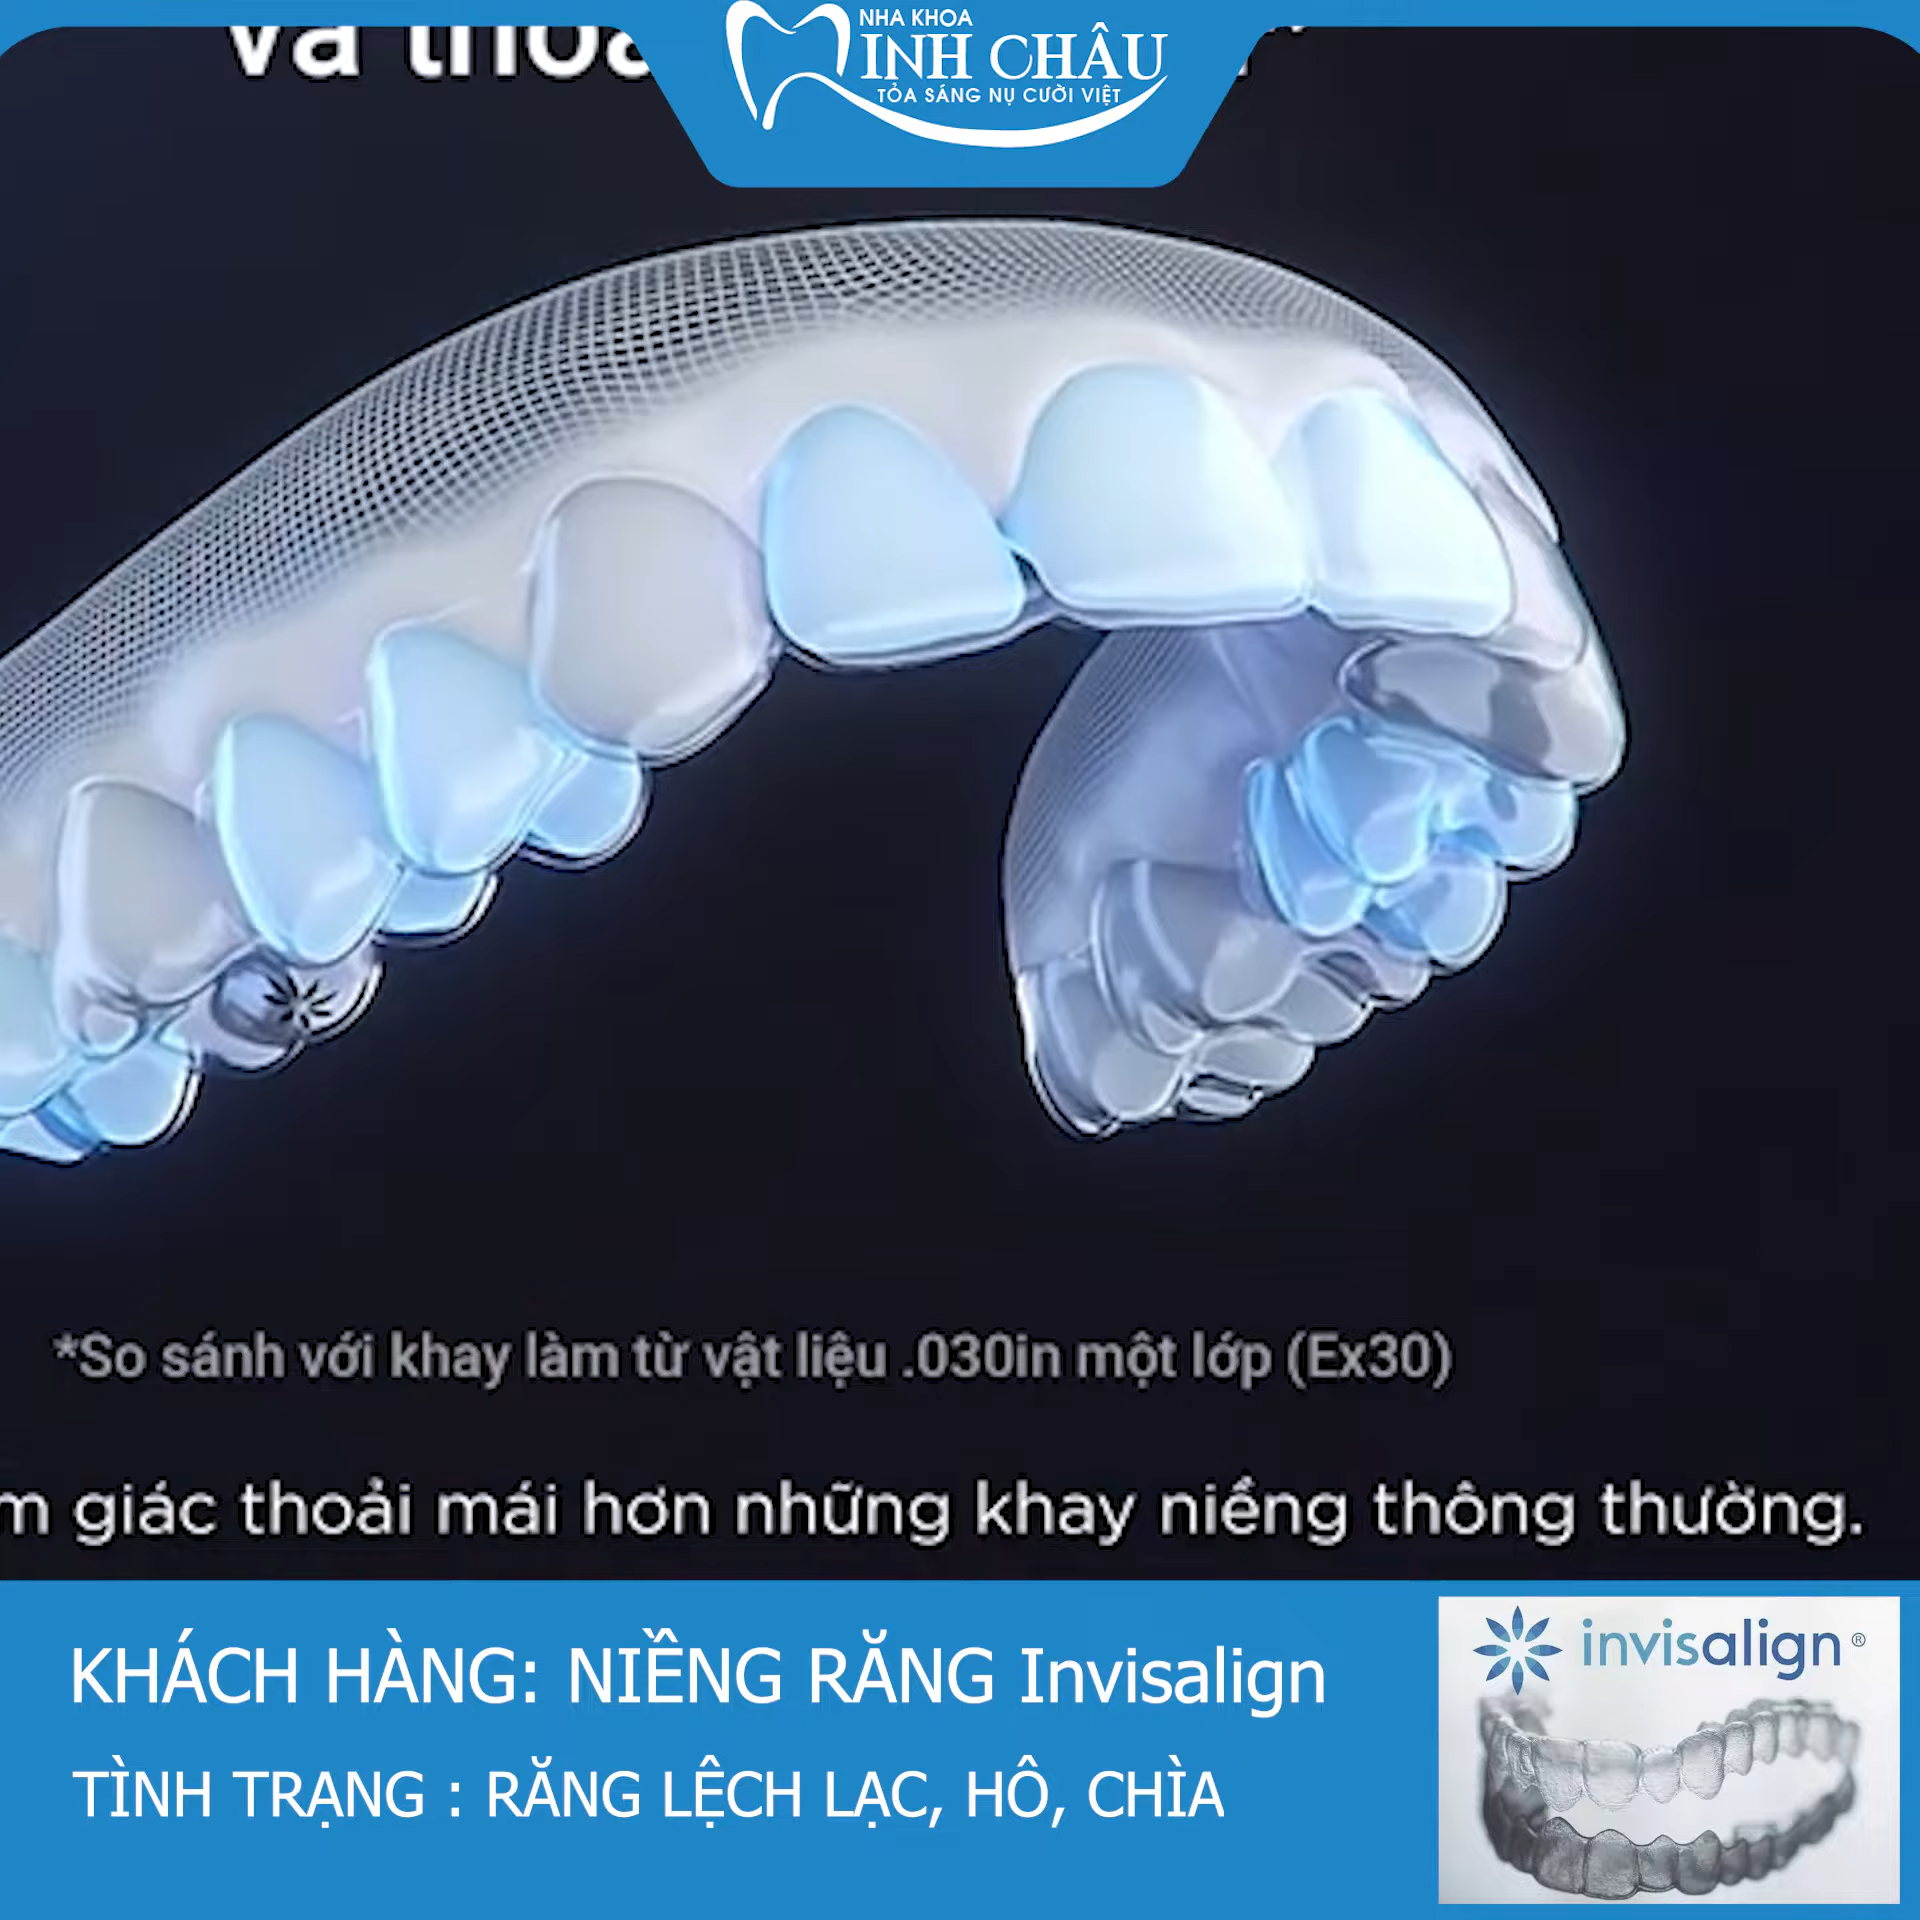 NHA KHOA
MINH CHÂU
TỎA SÁNG NỤ CƯỜI VIỆT
và
*So sánh với khay làm từ vật liệu .030in một lớp (Ex30)
giác thoải mái hơn những khay niềng thông thường.
KHÁCH HÀNG: NIỀNG RĂNG Invisalign
TÌNH TRẠNG : RĂNG LỆCH LẠC, HÔ, CHÌA
invisalign ®